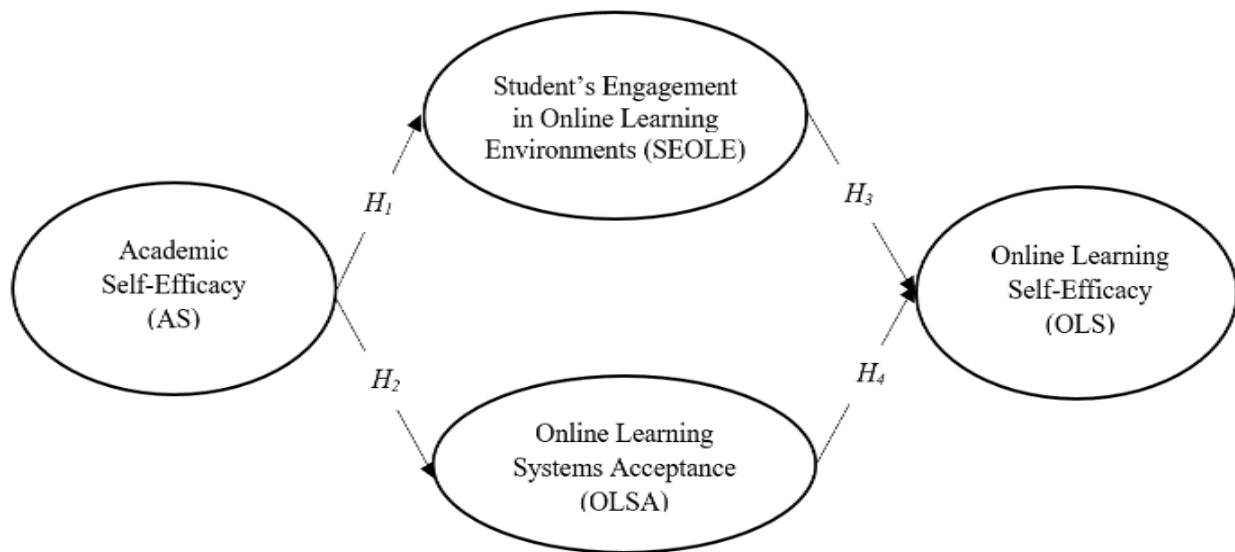 Student’s Engagement
in Online Learning
Environments (SEOLE)
H₁
H₃
Academic
Self-Efficacy
(AS)
Online Learning
Self-Efficacy
(OLS)
H₂
H₄
Online Learning
Systems Acceptance
(OLSA)